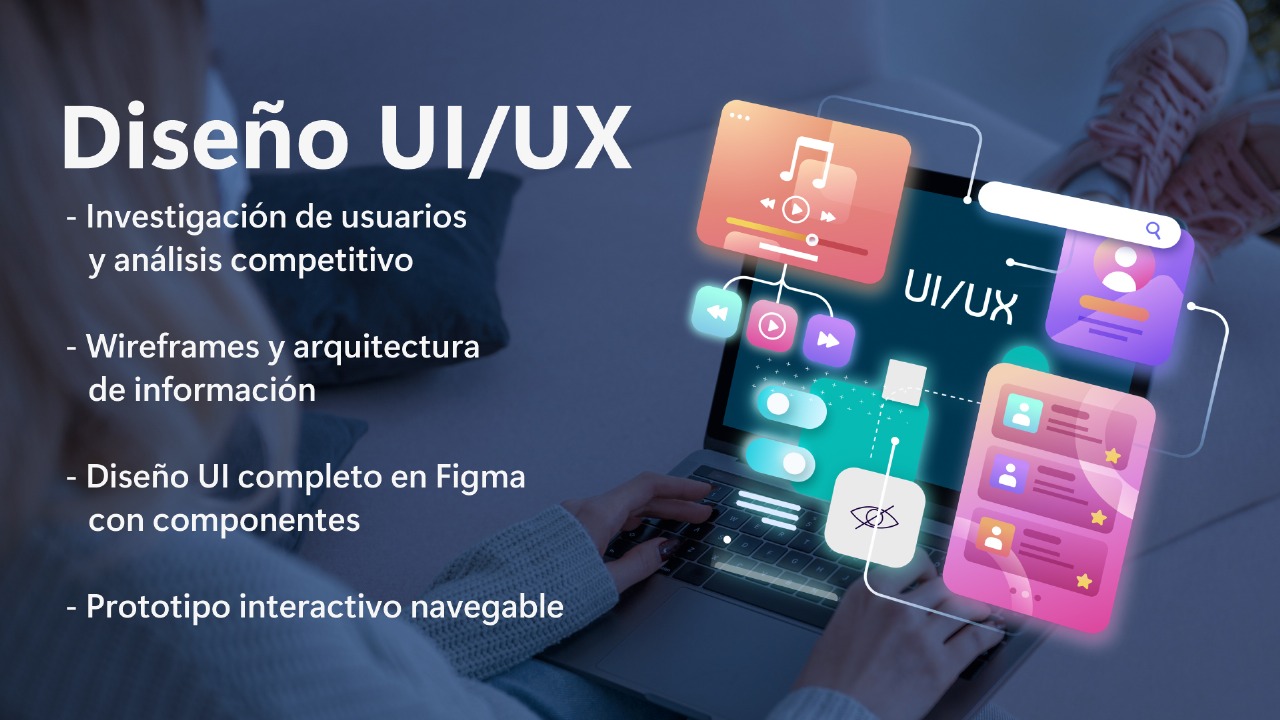 Diseño UI/UX
- Investigación de usuarios
y análisis competitivo
- Wireframes y arquitectura
de información
- Diseño UI completo en Figma
con componentes
- Prototipo interactivo navegable
UI/UX